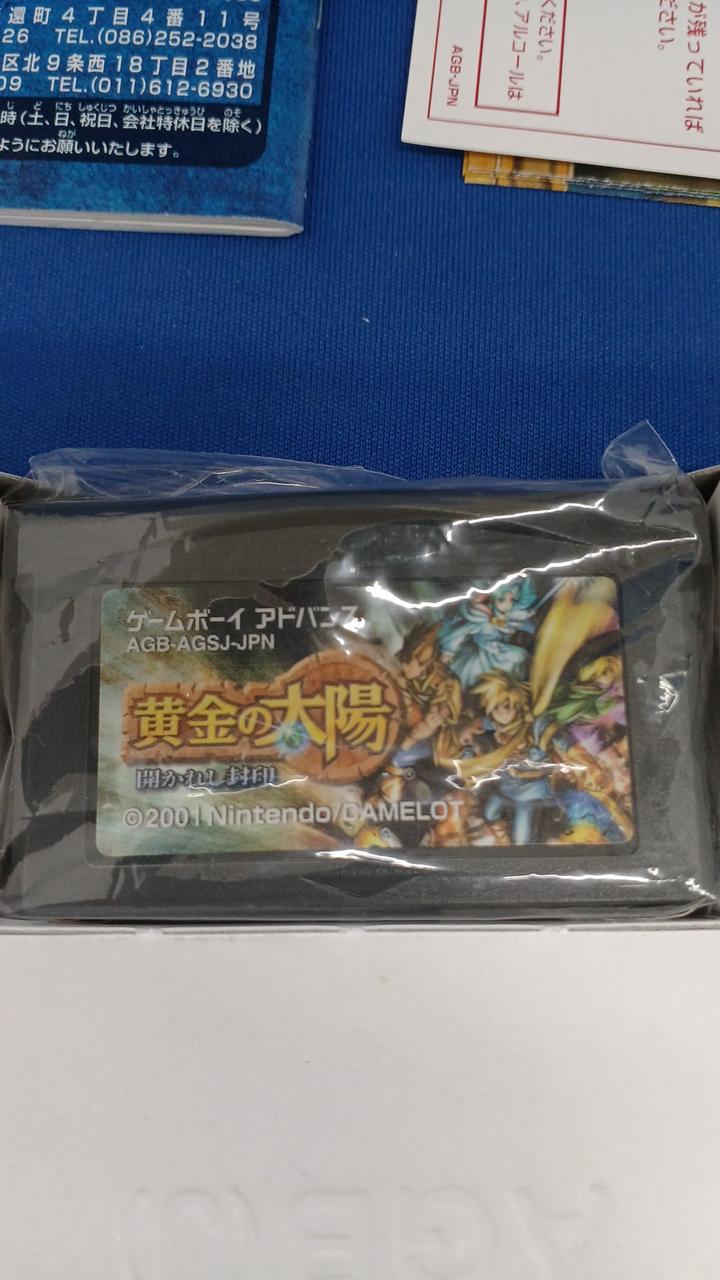 還町4丁目4番11号
26 TEL.(086)252-2038
区北9条西18丁目2番地
09 TEL.(011)612-6930
時(土、日、祝日、会社特休日を除く)
ようにお願いいたします。
が残っていれば
ださい。
ください。
、アルコールは
AGB-JPN
ゲームボーイ アドバンス
AGB-AGSJ-JPN
黄金の太陽
開かれし封印
©2001 Nintendo/CAMELOT